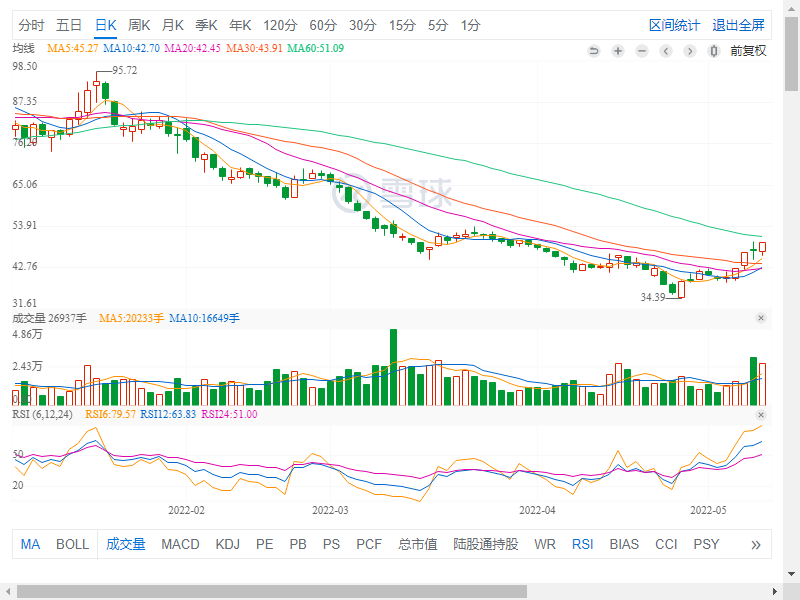 分时 五日 日K 周K 月K 季K 年K 120分 60分 30分 15分 5分 1分 区间统计 退出全屏
均线 MA5:45.27 MA10:42.70 MA20:42.45 MA30:43.91 MA60:51.09 前复权
98.50
95.72
87.35
76.20
雪球
65.06
53.91
42.76
34.39
31.61
成交量 26937手 MA5:20233手 MA10:16649手
4.86万
2.43万
RSI (6,12,24) RSI6:79.57 RSI12:63.83 RSI24:51.00
50
20
2022-02 2022-03 2022-04 2022-05
MA BOLL 成交量 MACD KDJ PE PB PS PCF 总市值 陆股通持股 WR RSI BIAS CCI PSY »